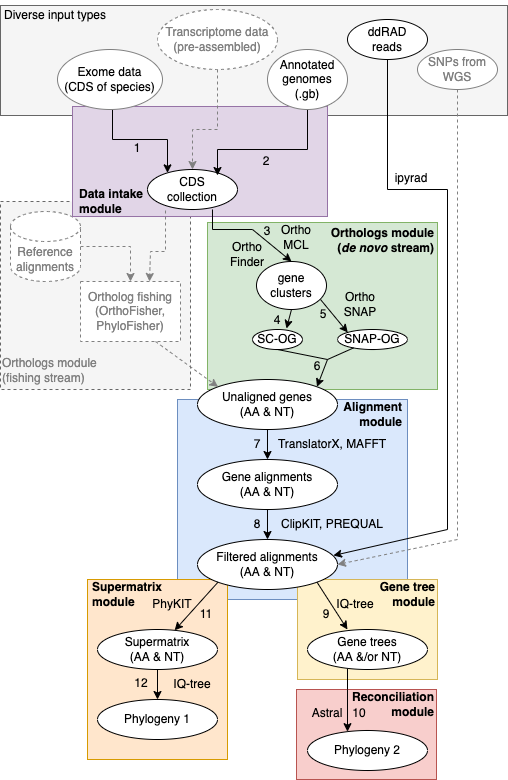 Diverse input types
Transcriptome data
(pre-assembled)
ddRAD
reads
Exome data
(CDS of species)
Annotated
genomes
(.gb)
SNPs from
WGS
1
2
ipyrad
Data intake
module
CDS
collection
3
Ortho
MCL
Ortho
Finder
Orthologs module
(de novo stream)
Reference
alignments
gene
clusters
Ortholog fishing
(OrthoFisher,
PhyloFisher)
4
5
Ortho
SNAP
SC-OG
SNAP-OG
Orthologs module
(fishing stream)
6
Unaligned genes
(AA & NT)
Alignment
module
7
TranslatorX, MAFFT
Gene alignments
(AA & NT)
8
ClipKIT, PREQUAL
Filtered alignments
(AA & NT)
Supermatrix
module
PhyKIT
11
Gene tree
module
IQ-tree
9
Supermatrix
(AA & NT)
Gene trees
(AA &/or NT)
12
IQ-tree
Reconciliation
module
Astral
10
Phylogeny 1
Phylogeny 2